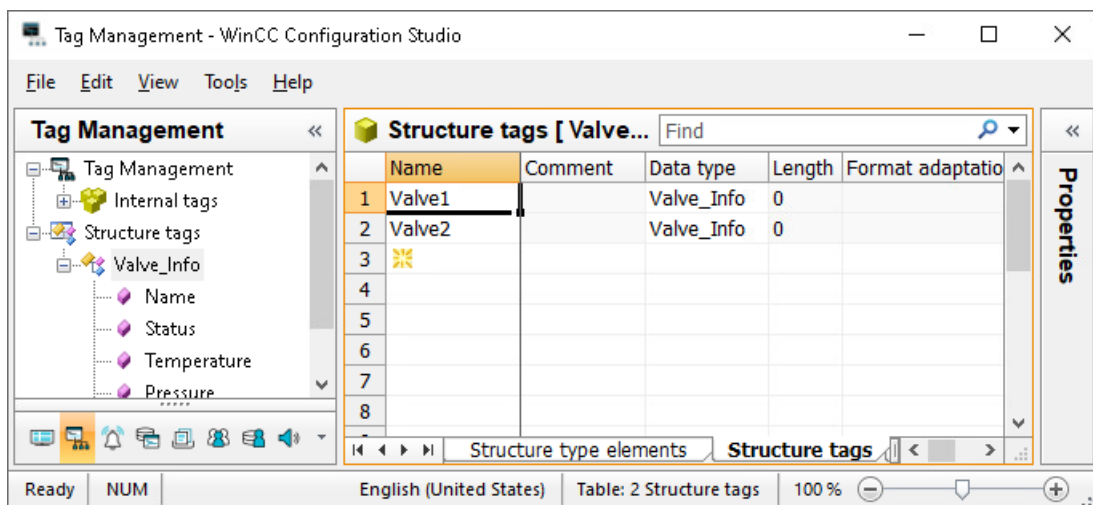 Tag Management - WinCC Configuration Studio
File Edit View Tools Help
Tag Management «
Tag Management
Internal tags
Structure tags
Valve_Info
Name
Status
Temperature
Pressure
Structure tags [ Valve... Find
Name Comment Data type Length Format adaptatio
1 Valve1 Valve_Info 0
2 Valve2 Valve_Info 0
3
4
5
6
7
8
Structure type elements Structure tags
«
Properties
Ready NUM English (United States) Table: 2 Structure tags 100 %